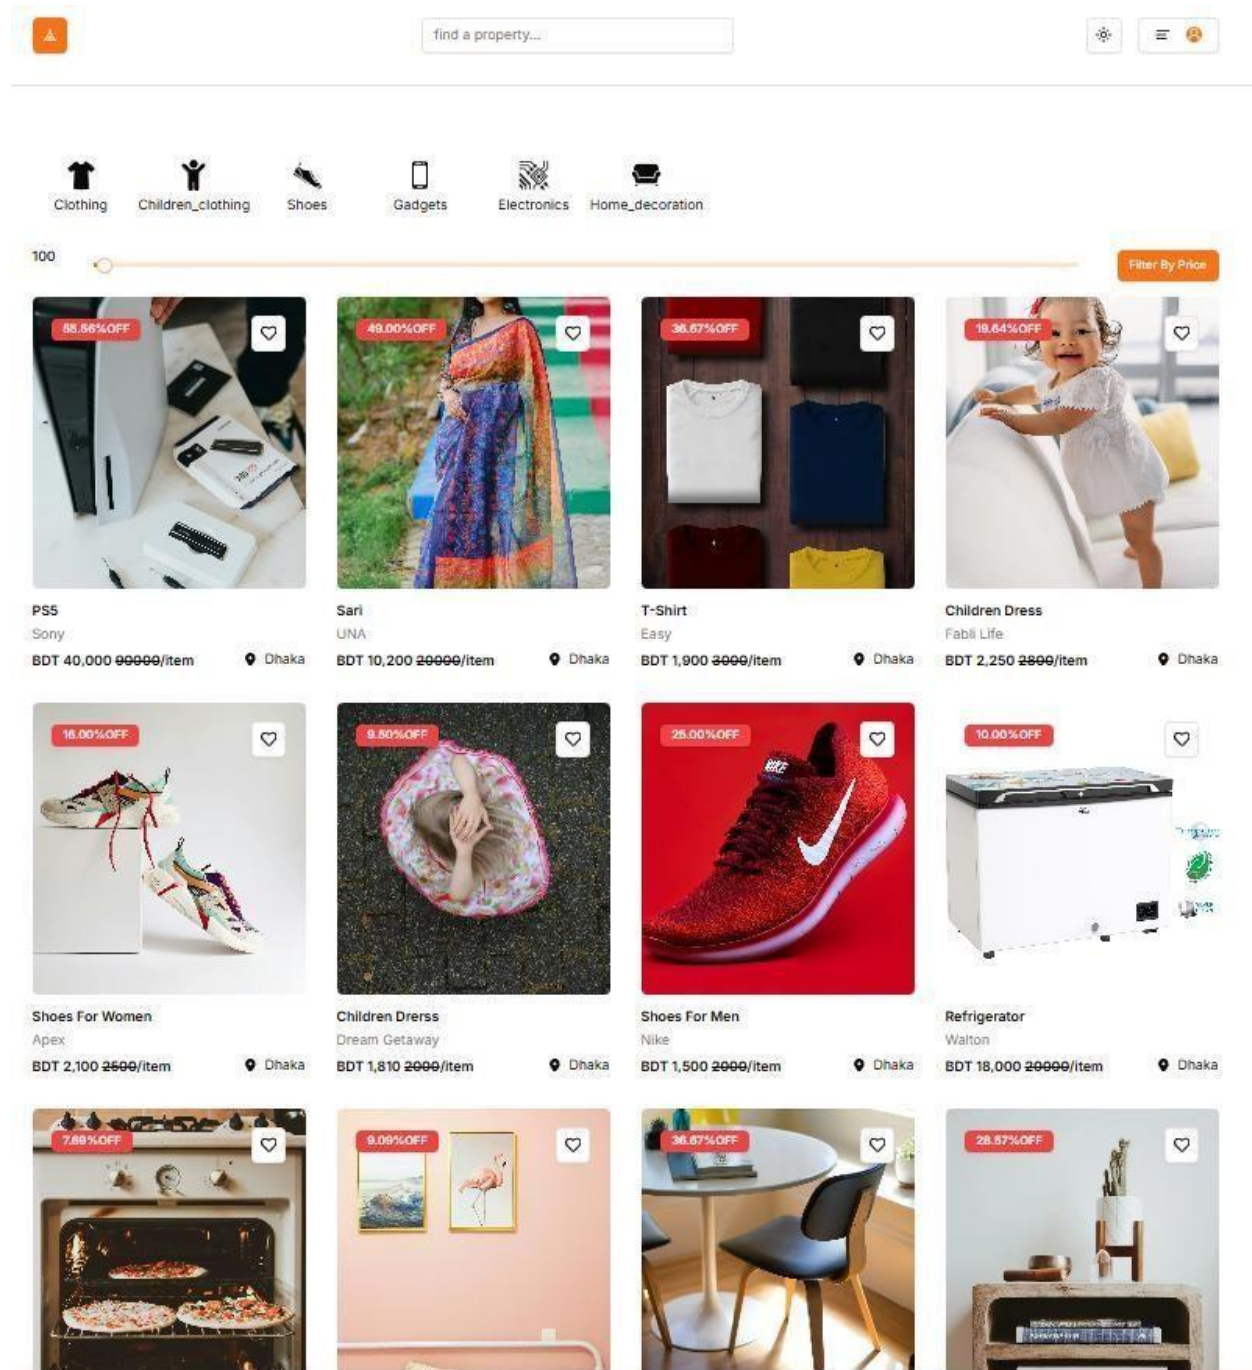 find a property...
Clothing Children_clothing Shoes Gadgets Electronics Home_decoration
100 Filter By Price
55.56%OFF 49.00%OFF 36.67%OFF 19.64%OFF
PS5 Sari T-Shirt Children Dress
Sony UNA Easy Fabli Life
BDT 40,000 90000/item Dhaka BDT 10,200 20000/item Dhaka BDT 1,900 3000/item Dhaka BDT 2,250 2800/item Dhaka
16.00%OFF 9.50%OFF 25.00%OFF 10.00%OFF
NIKE
Shoes For Women Children Drerss Shoes For Men Refrigerator
Apex Dream Getaway Nike Walton
BDT 2,100 2500/item Dhaka BDT 1,810 2000/item Dhaka BDT 1,500 2000/item Dhaka BDT 18,000 20000/item Dhaka
7.69%OFF 9.09%OFF 36.67%OFF 28.57%OFF